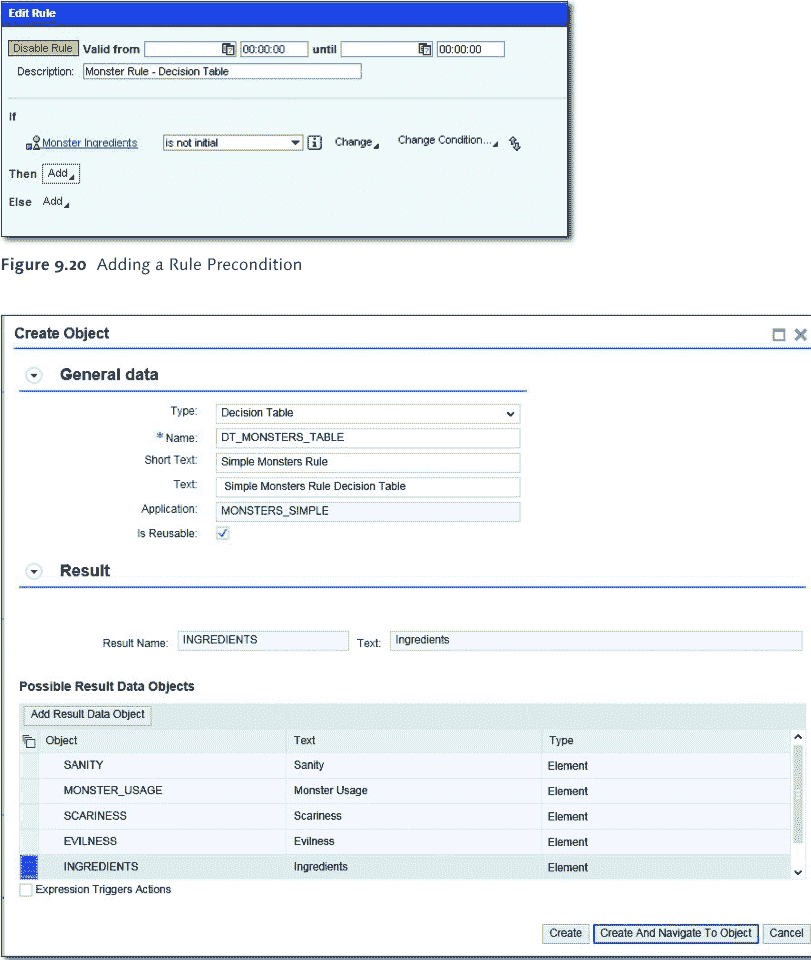 Edit Rule
Disable Rule Valid from 00:00:00 until 00:00:00
Description: Monster Rule - Decision Table
If
Monster Ingredients is not initial Change Change Condition...
Then Add
Else Add
Figure 9.20 Adding a Rule Precondition
Create Object
General data
Type: Decision Table
* Name: DT_MONSTERS_TABLE
Short Text: Simple Monsters Rule
Text: Simple Monsters Rule Decision Table
Application: MONSTERS_SIMPLE
Is Reusable:
Result
Result Name: INGREDIENTS Text: Ingredients
Possible Result Data Objects
Add Result Data Object
Object Text Type
SANITY Sanity Element
MONSTER_USAGE Monster Usage Element
SCARINESS Scariness Element
EVILNESS Evilness Element
INGREDIENTS Ingredients Element
Expression Triggers Actions
Create Create And Navigate To Object Cancel